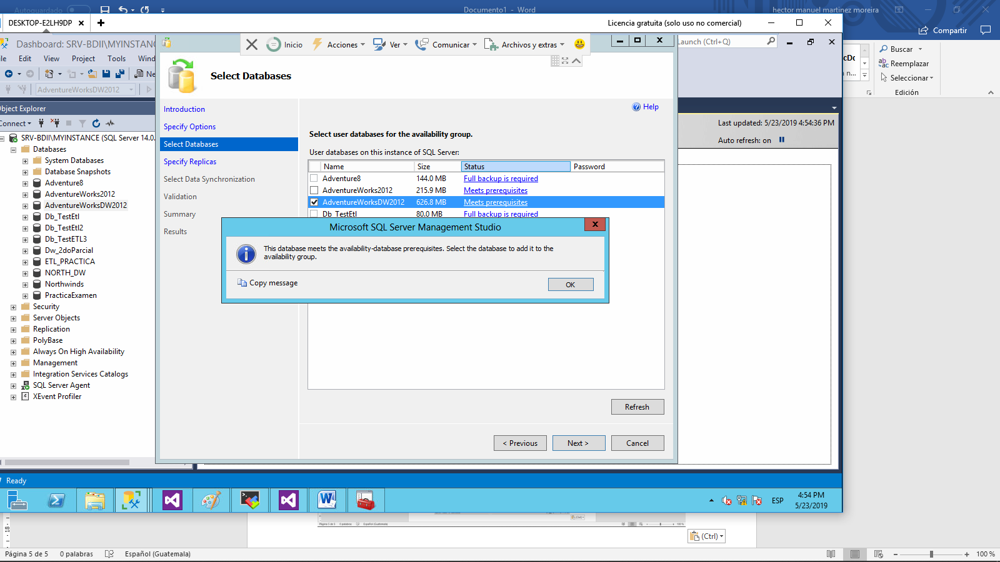 Autoguardado
Documento1 - Word
hector manuel martinez moreira
DESKTOP-E2LH9DP
Licencia gratuita (solo uso no comercial)
Compartir
Dashboard: SRV-BDII\MYINSTANC
Inicio
Acciones
Ver
Comunicar
Archivos y extras
Launch (Ctrl+Q)
Buscar
Reemplazar
Seleccionar
Edición
Edit
View
Project
Tools
Wind
AdventureWorksDW2012
Select Databases
bject Explorer
onnect
Introduction
Specify Options
Select Databases
Specify Replicas
Select Data Synchronization
Validation
Summary
Results
Help
Last updated: 5/23/2019 4:54:36 PM
Auto refresh: on
Select user databases for the availability group.
User databases on this instance of SQL Server:
Name Size Status Password
Adventure8 144.0 MB Full backup is required
AdventureWorks2012 215.9 MB Meets prerequisites
AdventureWorksDW2012 626.8 MB Meets prerequisites
Db_TestEtl 80.0 MB Full backup is required
SRV-BDII\MYINSTANCE (SQL Server 14.0.
Databases
System Databases
Database Snapshots
Adventure8
AdventureWorks2012
AdventureWorksDW2012
Db_TestEtl
Db_TestEtl2
Db_TestETL3
Dw_2doParcial
ETL_PRACTICA
NORTH_DW
Northwinds
PracticaExamen
Security
Server Objects
Replication
PolyBase
Always On High Availability
Management
Integration Services Catalogs
SQL Server Agent
XEvent Profiler
Microsoft SQL Server Management Studio
This database meets the availability-database prerequisites. Select the database to add it to the
availability group.
Copy message
OK
Refresh
< Previous
Next >
Cancel
Ready
ESP
4:54 PM
5/23/2019
(Ctrl)
Página 5 de 5
0 palabras
Español (Guatemala)
100 %